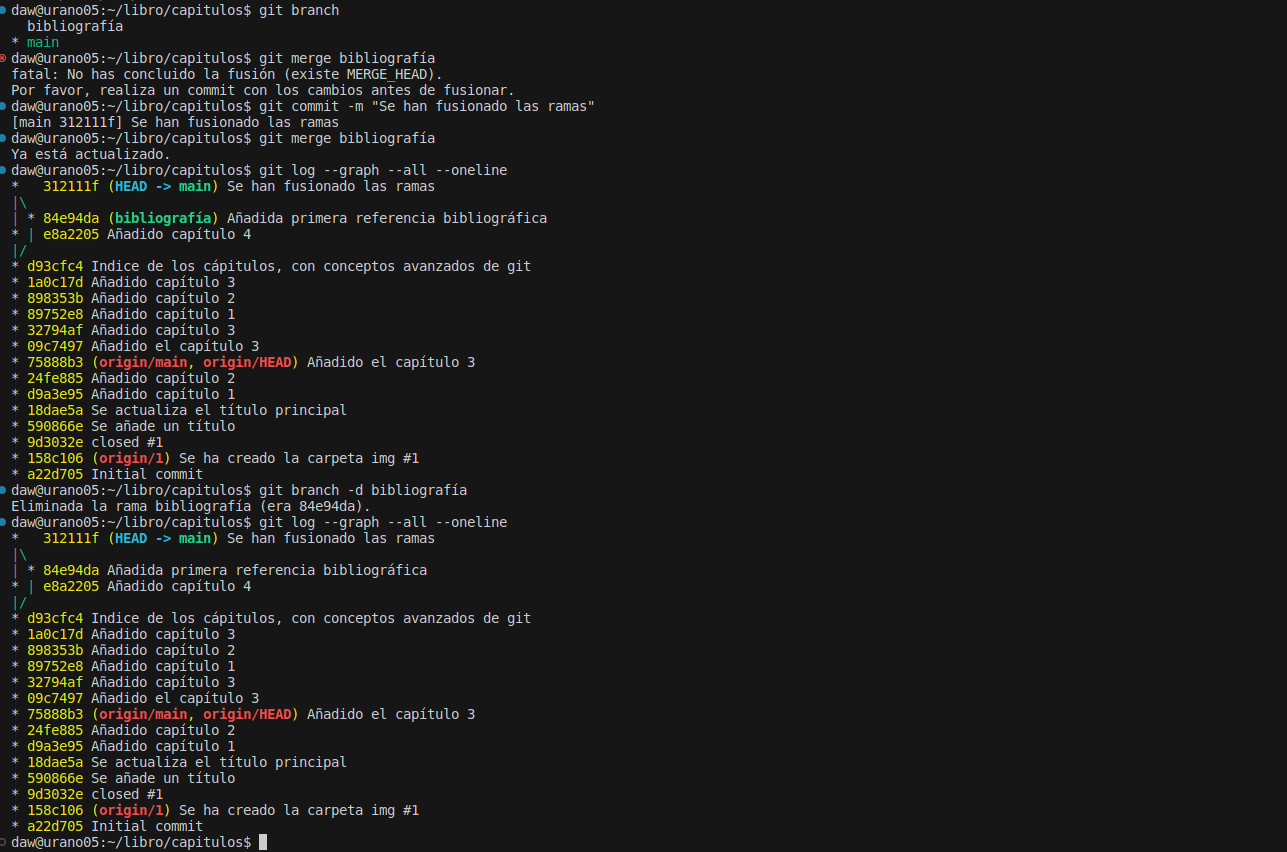 daw@urano05:~/libro/capitulos$ git branch
  bibliografía
* main
daw@urano05:~/libro/capitulos$ git merge bibliografía
fatal: No has concluido la fusión (existe MERGE_HEAD).
Por favor, realiza un commit con los cambios antes de fusionar.
daw@urano05:~/libro/capitulos$ git commit -m "Se han fusionado las ramas"
[main 312111f] Se han fusionado las ramas
daw@urano05:~/libro/capitulos$ git merge bibliografía
Ya está actualizado.
daw@urano05:~/libro/capitulos$ git log --graph --all --oneline
*   312111f (HEAD -> main) Se han fusionado las ramas
|\
| * 84e94da (bibliografía) Añadida primera referencia bibliográfica
* | e8a2205 Añadido capítulo 4
|/
* d93cfc4 Indice de los cápitulos, con conceptos avanzados de git
* 1a0c17d Añadido capítulo 3
* 898353b Añadido capítulo 2
* 89752e8 Añadido capítulo 1
* 32794af Añadido capítulo 3
* 09c7497 Añadido el capítulo 3
* 75888b3 (origin/main, origin/HEAD) Añadido el capítulo 3
* 24fe885 Añadido capítulo 2
* d9a3e95 Añadido capítulo 1
* 18dae5a Se actualiza el título principal
* 590866e Se añade un título
* 9d3032e closed #1
* 158c106 (origin/1) Se ha creado la carpeta img #1
* a22d705 Initial commit
daw@urano05:~/libro/capitulos$ git branch -d bibliografía
Eliminada la rama bibliografía (era 84e94da).
daw@urano05:~/libro/capitulos$ git log --graph --all --oneline
*   312111f (HEAD -> main) Se han fusionado las ramas
|\
| * 84e94da Añadida primera referencia bibliográfica
* | e8a2205 Añadido capítulo 4
|/
* d93cfc4 Indice de los cápitulos, con conceptos avanzados de git
* 1a0c17d Añadido capítulo 3
* 898353b Añadido capítulo 2
* 89752e8 Añadido capítulo 1
* 32794af Añadido capítulo 3
* 09c7497 Añadido el capítulo 3
* 75888b3 (origin/main, origin/HEAD) Añadido el capítulo 3
* 24fe885 Añadido capítulo 2
* d9a3e95 Añadido capítulo 1
* 18dae5a Se actualiza el título principal
* 590866e Se añade un título
* 9d3032e closed #1
* 158c106 (origin/1) Se ha creado la carpeta img #1
* a22d705 Initial commit
daw@urano05:~/libro/capitulos$